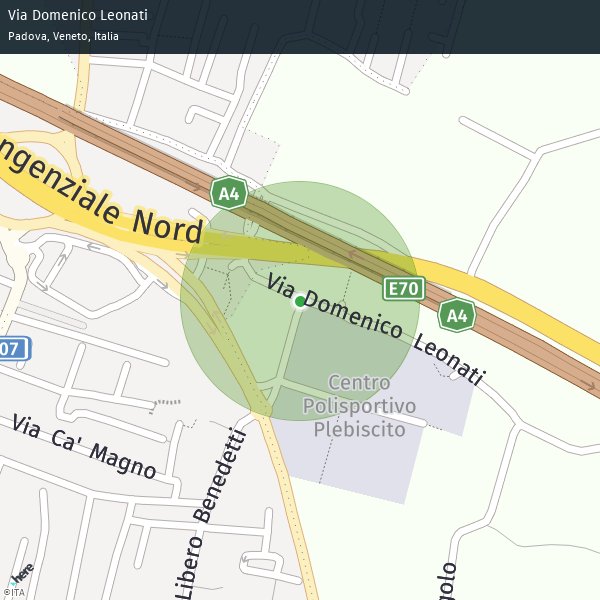 Via Domenico Leonati
Padova, Veneto, Italia
A4
ngenziale Nord
E70
Via Domenico Leonati
A4
07
Centro
Polisportivo
Plebiscito
Via Ca' Magno
Libero Benedetti
golo
here
©ITA